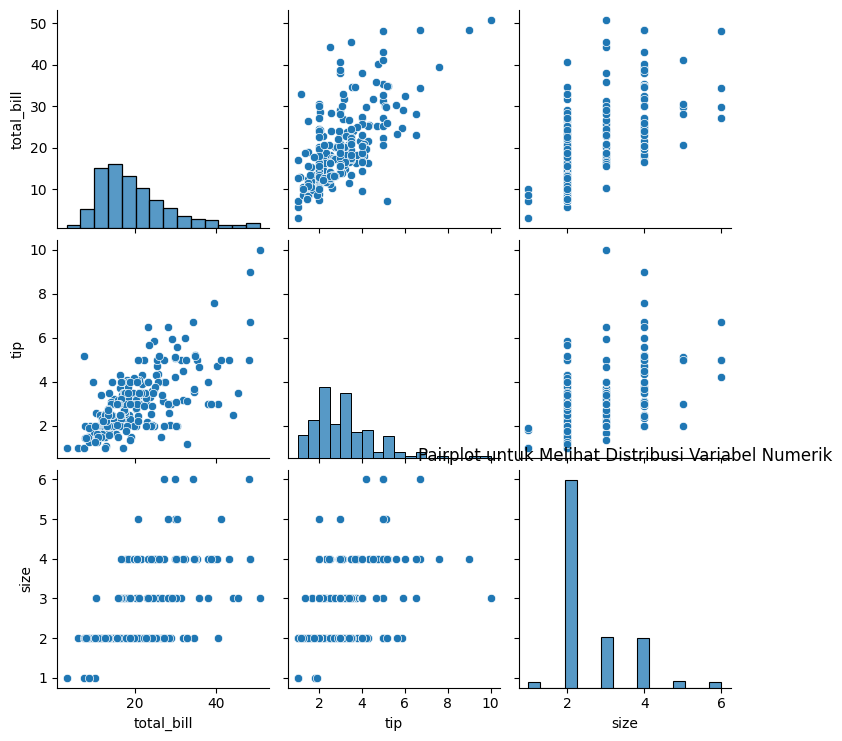 50
40
30
20
10
total_bill
10
8
6
4
2
tip
Pairplot untuk Melihat Distribusi Variabel Numerik
6
5
4
3
2
1
size
20 40
total_bill
2 4 6 8 10
tip
2 4 6
size